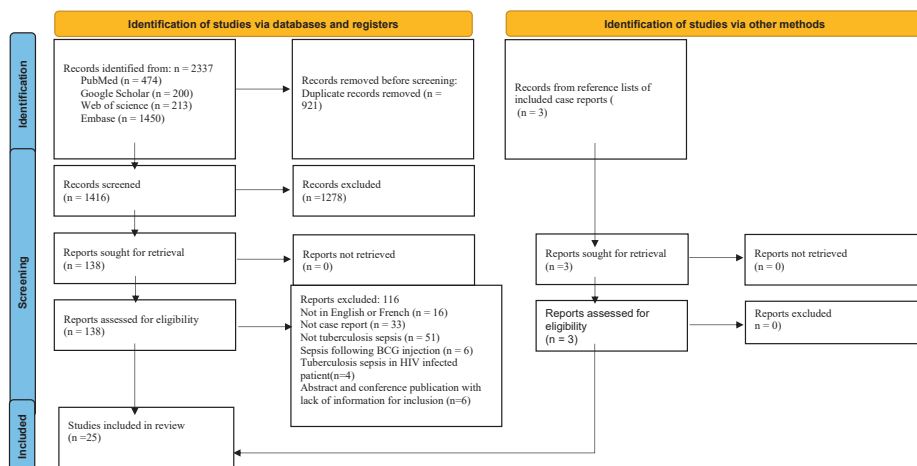 Identification of studies via databases and registers
Identification of studies via other methods
Identification
Records identified from: n = 2337
PubMed (n = 474)
Google Scholar (n = 200)
Web of science (n = 213)
Embase (n = 1450)
Records removed before screening:
Duplicate records removed (n =
921)
Records from reference lists of
included case reports (
(n = 3)
Screening
Records screened
(n = 1416)
Records excluded
(n =1278)
Reports sought for retrieval
(n = 138)
Reports not retrieved
(n = 0)
Reports sought for retrieval
(n =3)
Reports not retrieved
(n = 0)
Reports assessed for eligibility
(n = 138)
Reports excluded: 116
Not in English or French (n = 16)
Not case report (n = 33)
Not tuberculosis sepsis (n = 51)
Sepsis following BCG injection (n = 6)
Tuberculosis sepsis in HIV infected
patient(n=4)
Abstract and conference publication with
lack of information for inclusion (n=6)
Reports assessed for
eligibility
(n = 3)
Reports excluded
n = 0)
Included
Studies included in review
(n =25)